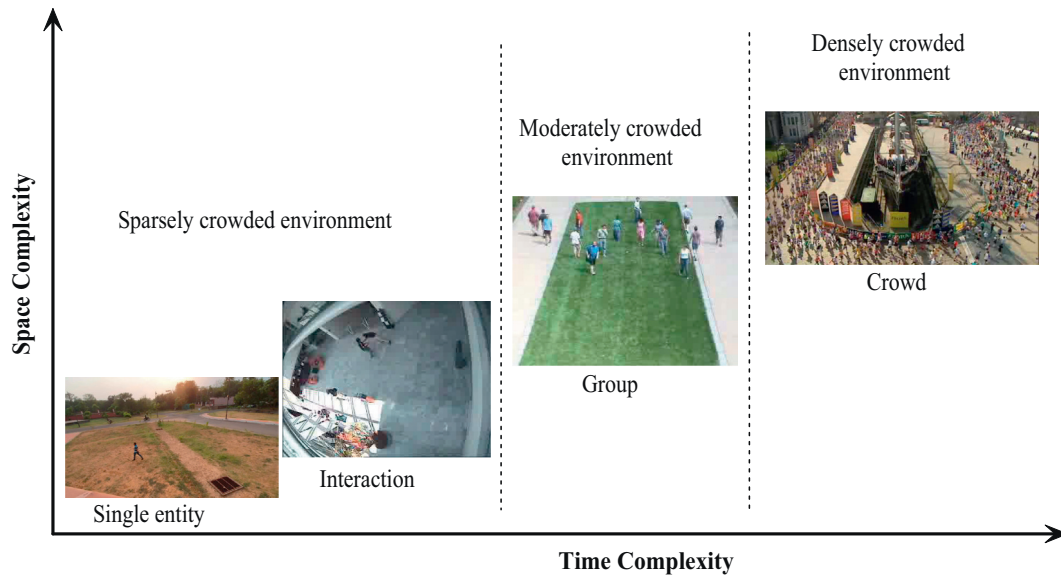 Densely crowded
environment
Moderately crowded
environment
Sparsely crowded environment
Crowd
Group
Interaction
Single entity
Space Complexity
Time Complexity